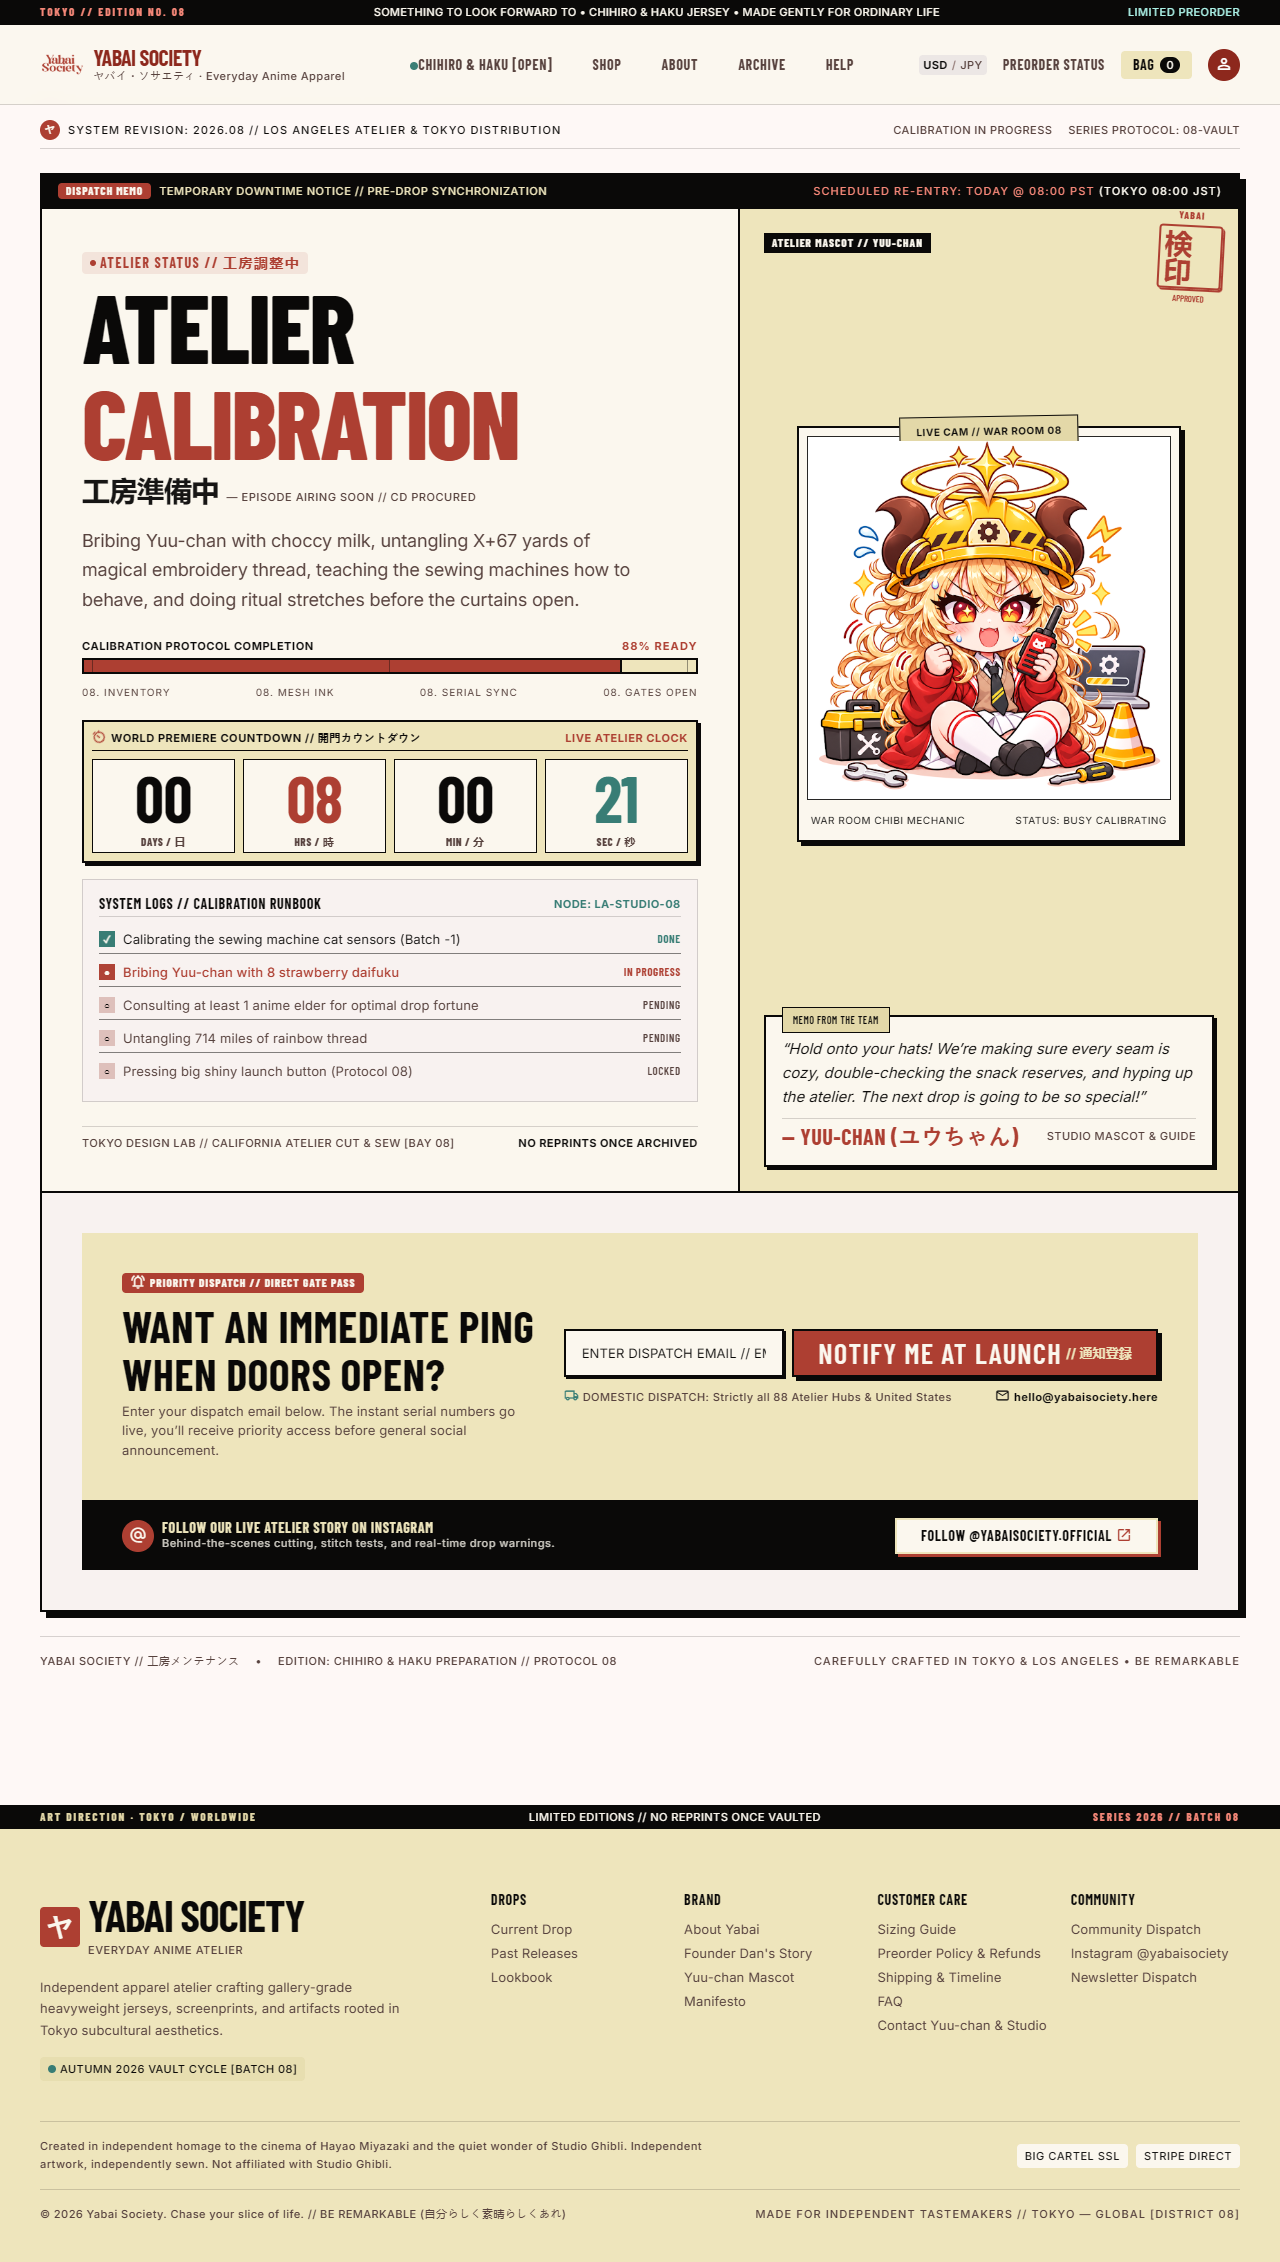 TOKYO // EDITION NO. 08
SOMETHING TO LOOK FORWARD TO • CHIHIRO & HAKU JERSEY • MADE GENTLY FOR ORDINARY LIFE
LIMITED PREORDER
Yabai Society
YABAI SOCIETY
ヤバイ・ソサエティ · Everyday Anime Apparel
CHIHIRO & HAKU [OPEN]
SHOP
ABOUT
ARCHIVE
HELP
USD / JPY
PREORDER STATUS
BAG 0
ヤ SYSTEM REVISION: 2026.08 // LOS ANGELES ATELIER & TOKYO DISTRIBUTION
CALIBRATION IN PROGRESS
SERIES PROTOCOL: 08-VAULT
DISPATCH MEMO
TEMPORARY DOWNTIME NOTICE // PRE-DROP SYNCHRONIZATION
SCHEDULED RE-ENTRY: TODAY @ 08:00 PST (TOKYO 08:00 JST)
ATELIER STATUS // 工房調整中
ATELIER
CALIBRATION
工房準備中 — EPISODE AIRING SOON // CD PROCURED
Bribing Yuu-chan with choccy milk, untangling X+67 yards of
magical embroidery thread, teaching the sewing machines how to
behave, and doing ritual stretches before the curtains open.
CALIBRATION PROTOCOL COMPLETION
88% READY
08. INVENTORY
08. MESH INK
08. SERIAL SYNC
08. GATES OPEN
WORLD PREMIERE COUNTDOWN // 開門カウントダウン
LIVE ATELIER CLOCK
00
DAYS / 日
08
HRS / 時
00
MIN / 分
21
SEC / 秒
SYSTEM LOGS // CALIBRATION RUNBOOK
NODE: LA-STUDIO-08
Calibrating the sewing machine cat sensors (Batch -1)
DONE
Bribing Yuu-chan with 8 strawberry daifuku
IN PROGRESS
Consulting at least 1 anime elder for optimal drop fortune
PENDING
Untangling 714 miles of rainbow thread
PENDING
Pressing big shiny launch button (Protocol 08)
LOCKED
TOKYO DESIGN LAB // CALIFORNIA ATELIER CUT & SEW [BAY 08]
NO REPRINTS ONCE ARCHIVED
ATELIER MASCOT // YUU-CHAN
YABAI
検印
APPROVED
LIVE CAM // WAR ROOM 08
WAR ROOM CHIBI MECHANIC
STATUS: BUSY CALIBRATING
MEMO FROM THE TEAM
“Hold onto your hats! We’re making sure every seam is
cozy, double-checking the snack reserves, and hyping up
the atelier. The next drop is going to be so special!”
— YUU-CHAN (ユウちゃん)
STUDIO MASCOT & GUIDE
PRIORITY DISPATCH // DIRECT GATE PASS
WANT AN IMMEDIATE PING
WHEN DOORS OPEN?
Enter your dispatch email below. The instant serial numbers go
live, you’ll receive priority access before general social
announcement.
ENTER DISPATCH EMAIL // EM
NOTIFY ME AT LAUNCH // 通知登録
DOMESTIC DISPATCH: Strictly all 88 Atelier Hubs & United States
hello@yabaisociety.here
FOLLOW OUR LIVE ATELIER STORY ON INSTAGRAM
Behind-the-scenes cutting, stitch tests, and real-time drop warnings.
FOLLOW @YABAISOCIETY.OFFICIAL
YABAI SOCIETY // 工房メンテナンス • EDITION: CHIHIRO & HAKU PREPARATION // PROTOCOL 08
CAREFULLY CRAFTED IN TOKYO & LOS ANGELES • BE REMARKABLE
ART DIRECTION · TOKYO / WORLDWIDE
LIMITED EDITIONS // NO REPRINTS ONCE VAULTED
SERIES 2026 // BATCH 08
ヤ YABAI SOCIETY
EVERYDAY ANIME ATELIER
Independent apparel atelier crafting gallery-grade
heavyweight jerseys, screenprints, and artifacts rooted in
Tokyo subcultural aesthetics.
AUTUMN 2026 VAULT CYCLE [BATCH 08]
DROPS
Current Drop
Past Releases
Lookbook
BRAND
About Yabai
Founder Dan's Story
Yuu-chan Mascot
Manifesto
CUSTOMER CARE
Sizing Guide
Preorder Policy & Refunds
Shipping & Timeline
FAQ
Contact Yuu-chan & Studio
COMMUNITY
Community Dispatch
Instagram @yabaisociety
Newsletter Dispatch
Created in independent homage to the cinema of Hayao Miyazaki and the quiet wonder of Studio Ghibli. Independent
artwork, independently sewn. Not affiliated with Studio Ghibli.
BIG CARTEL SSL
STRIPE DIRECT
© 2026 Yabai Society. Chase your slice of life. // BE REMARKABLE (自分らしく素晴らしくあれ)
MADE FOR INDEPENDENT TASTEMAKERS // TOKYO — GLOBAL [DISTRICT 08]